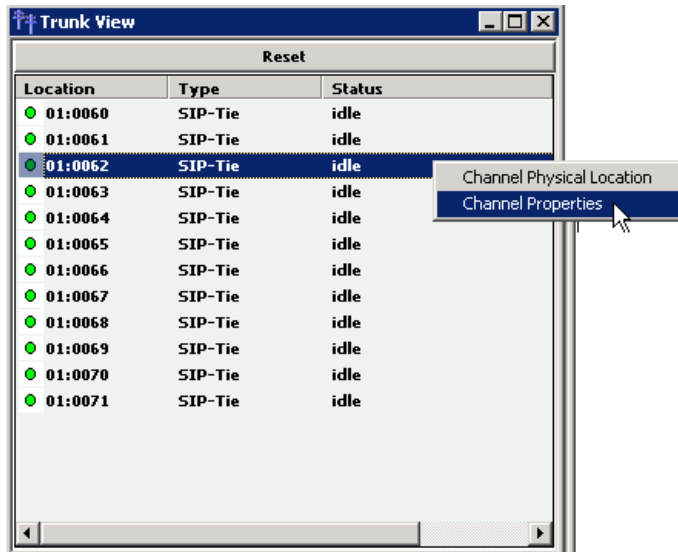 Trunk View
Reset
Location Type Status
01:0060 SIP-Tie idle
01:0061 SIP-Tie idle
01:0062 SIP-Tie idle
Channel Physical Location
01:0063 SIP-Tie idle
Channel Properties
01:0064 SIP-Tie idle
01:0065 SIP-Tie idle
01:0066 SIP-Tie idle
01:0067 SIP-Tie idle
01:0068 SIP-Tie idle
01:0069 SIP-Tie idle
01:0070 SIP-Tie idle
01:0071 SIP-Tie idle